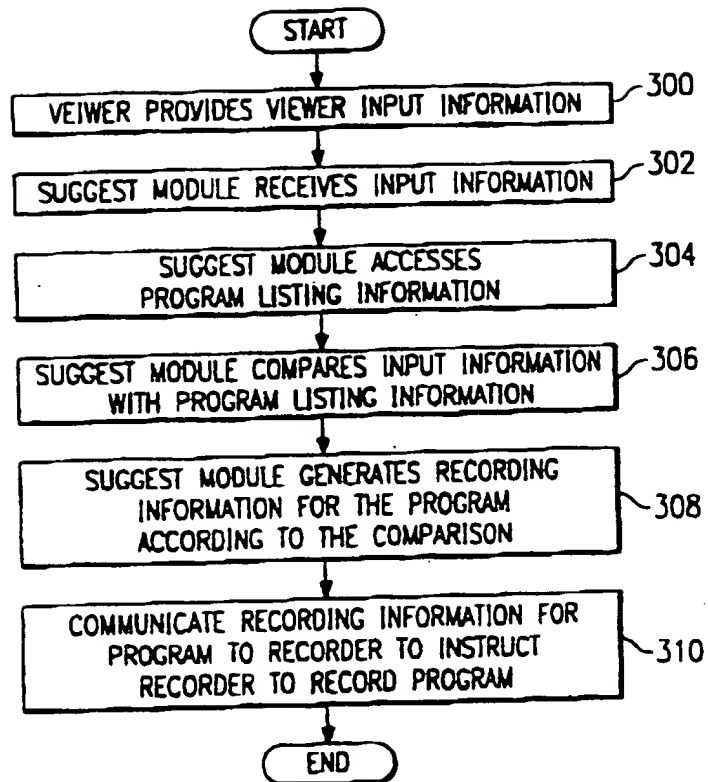 START
VEIWER PROVIDES VIEWER INPUT INFORMATION
300
SUGGEST MODULE RECEIVES INPUT INFORMATION
302
SUGGEST MODULE ACCESSES
PROGRAM LISTING INFORMATION
304
SUGGEST MODULE COMPARES INPUT INFORMATION
WITH PROGRAM LISTING INFORMATION
306
SUGGEST MODULE GENERATES RECORDING
INFORMATION FOR THE PROGRAM
ACCORDING TO THE COMPARISON
308
COMMUNICATE RECORDING INFORMATION FOR
PROGRAM TO RECORDER TO INSTRUCT
RECORDER TO RECORD PROGRAM
310
END